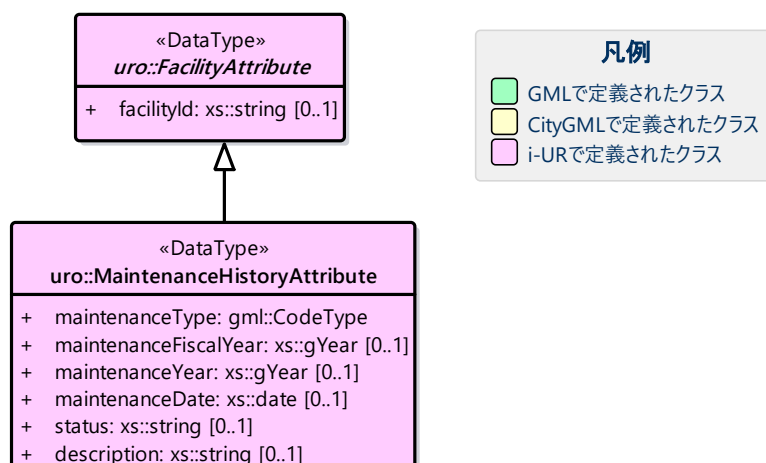 «DataType»
uro::FacilityAttribute
+ facilityId: xs::string [0..1]
凡例
GMLで定義されたクラス
CityGMLで定義されたクラス
i-URで定義されたクラス
«DataType»
uro::MaintenanceHistoryAttribute
+ maintenanceType: gml::CodeType
+ maintenanceFiscalYear: xs::gYear [0..1]
+ maintenanceYear: xs::gYear [0..1]
+ maintenanceDate: xs::date [0..1]
+ status: xs::string [0..1]
+ description: xs::string [0..1]